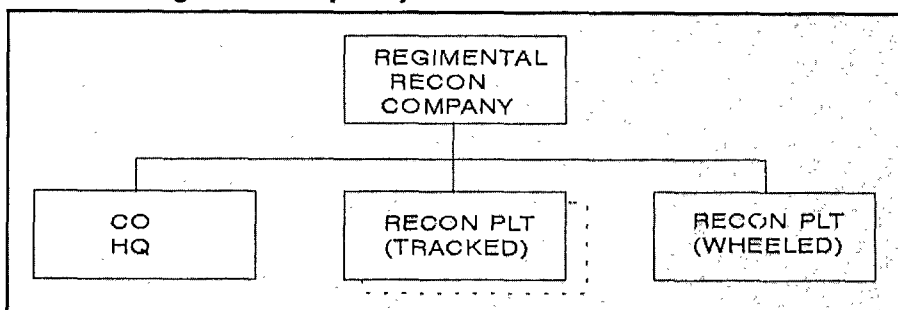 REGIMENTAL
RECON
COMPANY
CO
HQ
RECON PLT
(TRACKED)
RECON PLT
(WHEELED)